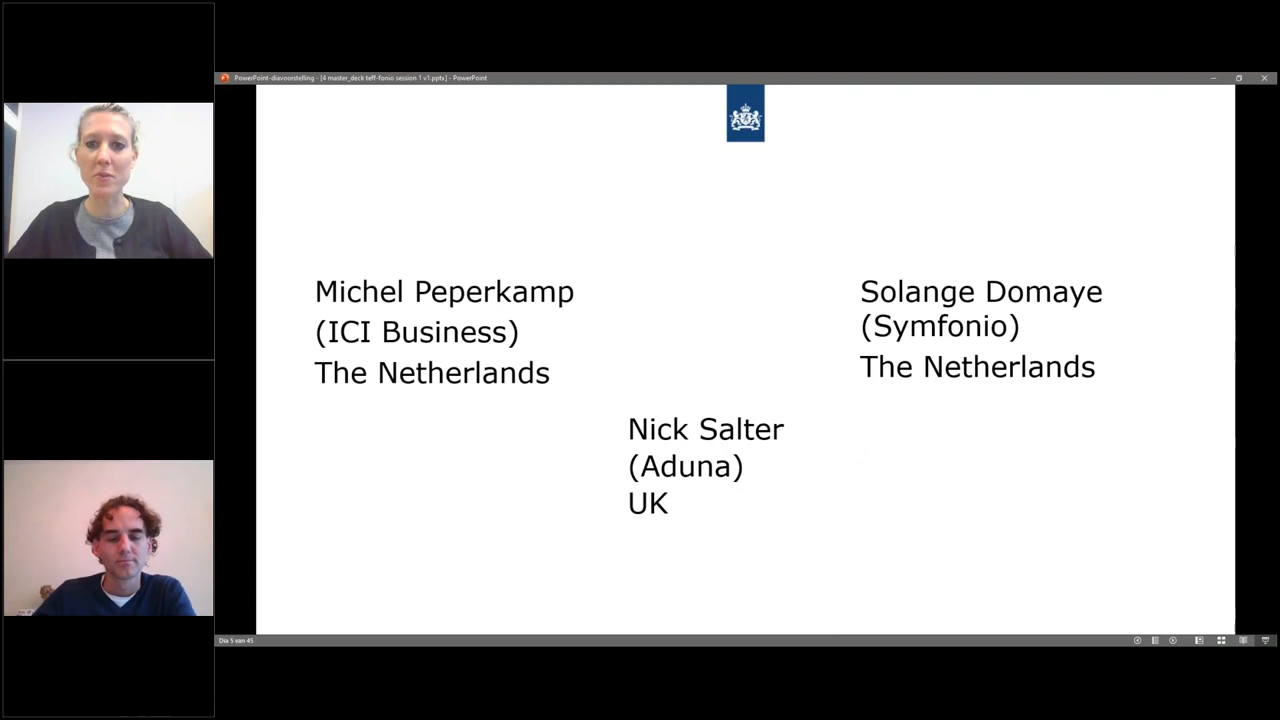 PowerPoint-diavoorstelling - [4 master_deck teff-fonio session 1 v1.pptx] - PowerPoint
Michel Peperkamp
(ICI Business)
The Netherlands
Solange Domaye
(Symfonio)
The Netherlands
Nick Salter
(Aduna)
UK
Dia 5 van 45